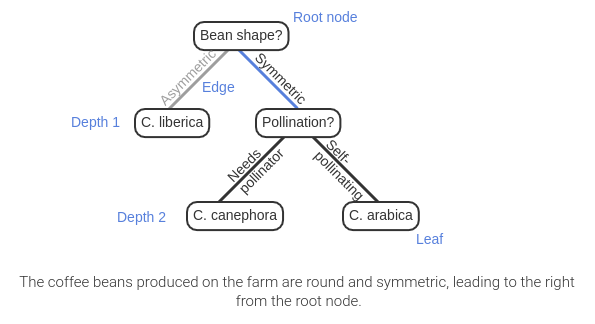 Root node
Bean shape?
Asymmetric
Symmetric
Edge
Depth 1
C. liberica
Pollination?
Needs
pollinator
Self-
pollinating
Depth 2
C. canephora
C. arabica
Leaf
The coffee beans produced on the farm are round and symmetric, leading to the right
from the root node.